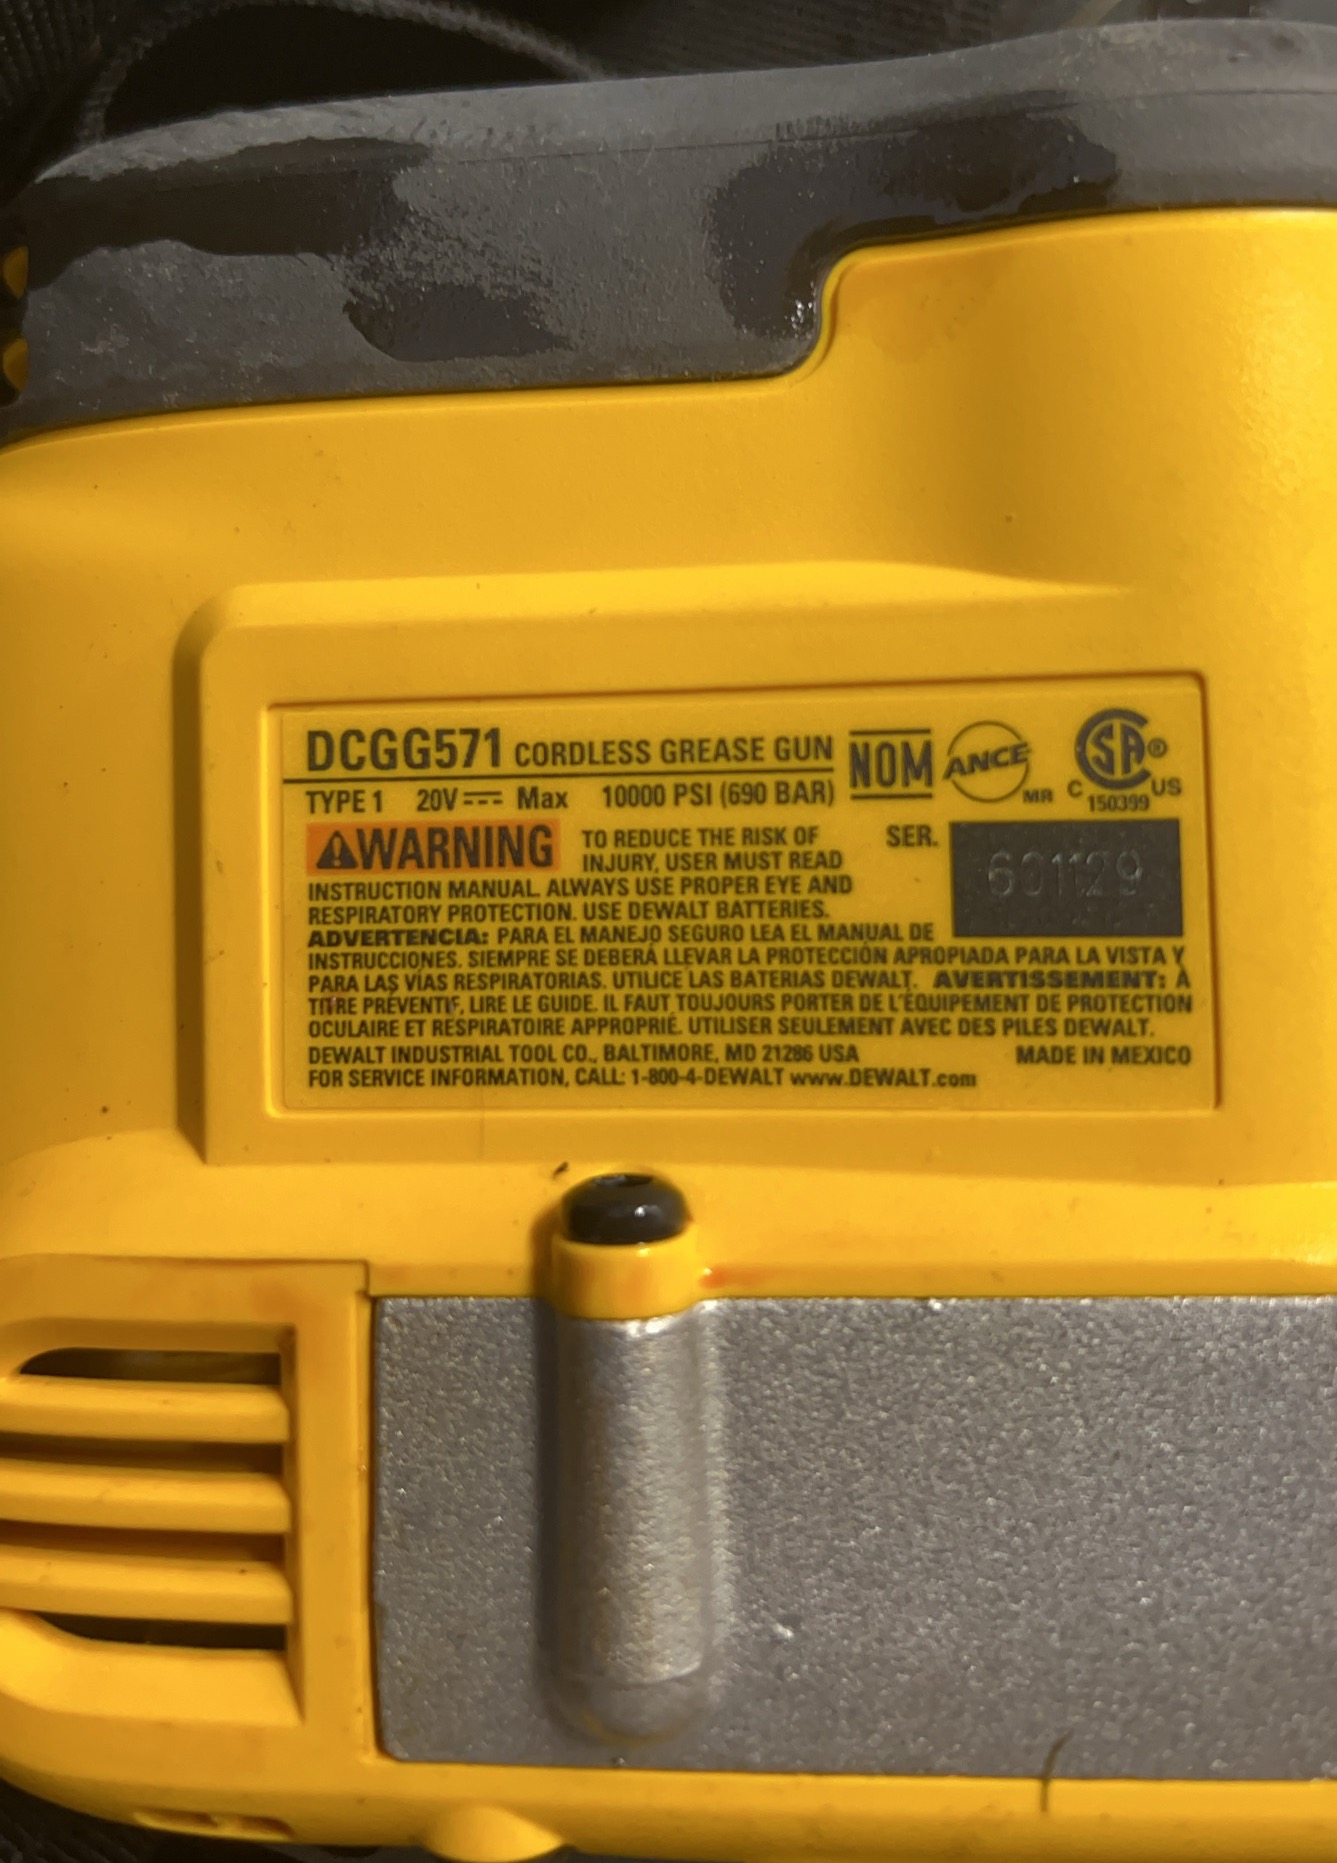 DCGG571 CORDLESS GREASE GUN
TYPE 1 20V⎓ Max 10000 PSI (690 BAR)
NOM
ANCE MR
CSA® C US
150399
⚠WARNING TO REDUCE THE RISK OF
INJURY, USER MUST READ
INSTRUCTION MANUAL. ALWAYS USE PROPER EYE AND
RESPIRATORY PROTECTION. USE DEWALT BATTERIES.
SER. 601129
ADVERTENCIA: PARA EL MANEJO SEGURO LEA EL MANUAL DE
INSTRUCCIONES. SIEMPRE SE DEBERÁ LLEVAR LA PROTECCIÓN APROPIADA PARA LA VISTA Y
PARA LAS VÍAS RESPIRATORIAS. UTILICE LAS BATERIAS DEWALT. AVERTISSEMENT: À
TITRE PRÉVENTIF, LIRE LE GUIDE. IL FAUT TOUJOURS PORTER DE L'ÉQUIPEMENT DE PROTECTION
OCULAIRE ET RESPIRATOIRE APPROPRIÉ. UTILISER SEULEMENT AVEC DES PILES DEWALT.
DEWALT INDUSTRIAL TOOL CO., BALTIMORE, MD 21286 USA MADE IN MEXICO
FOR SERVICE INFORMATION, CALL: 1-800-4-DEWALT www.DEWALT.com